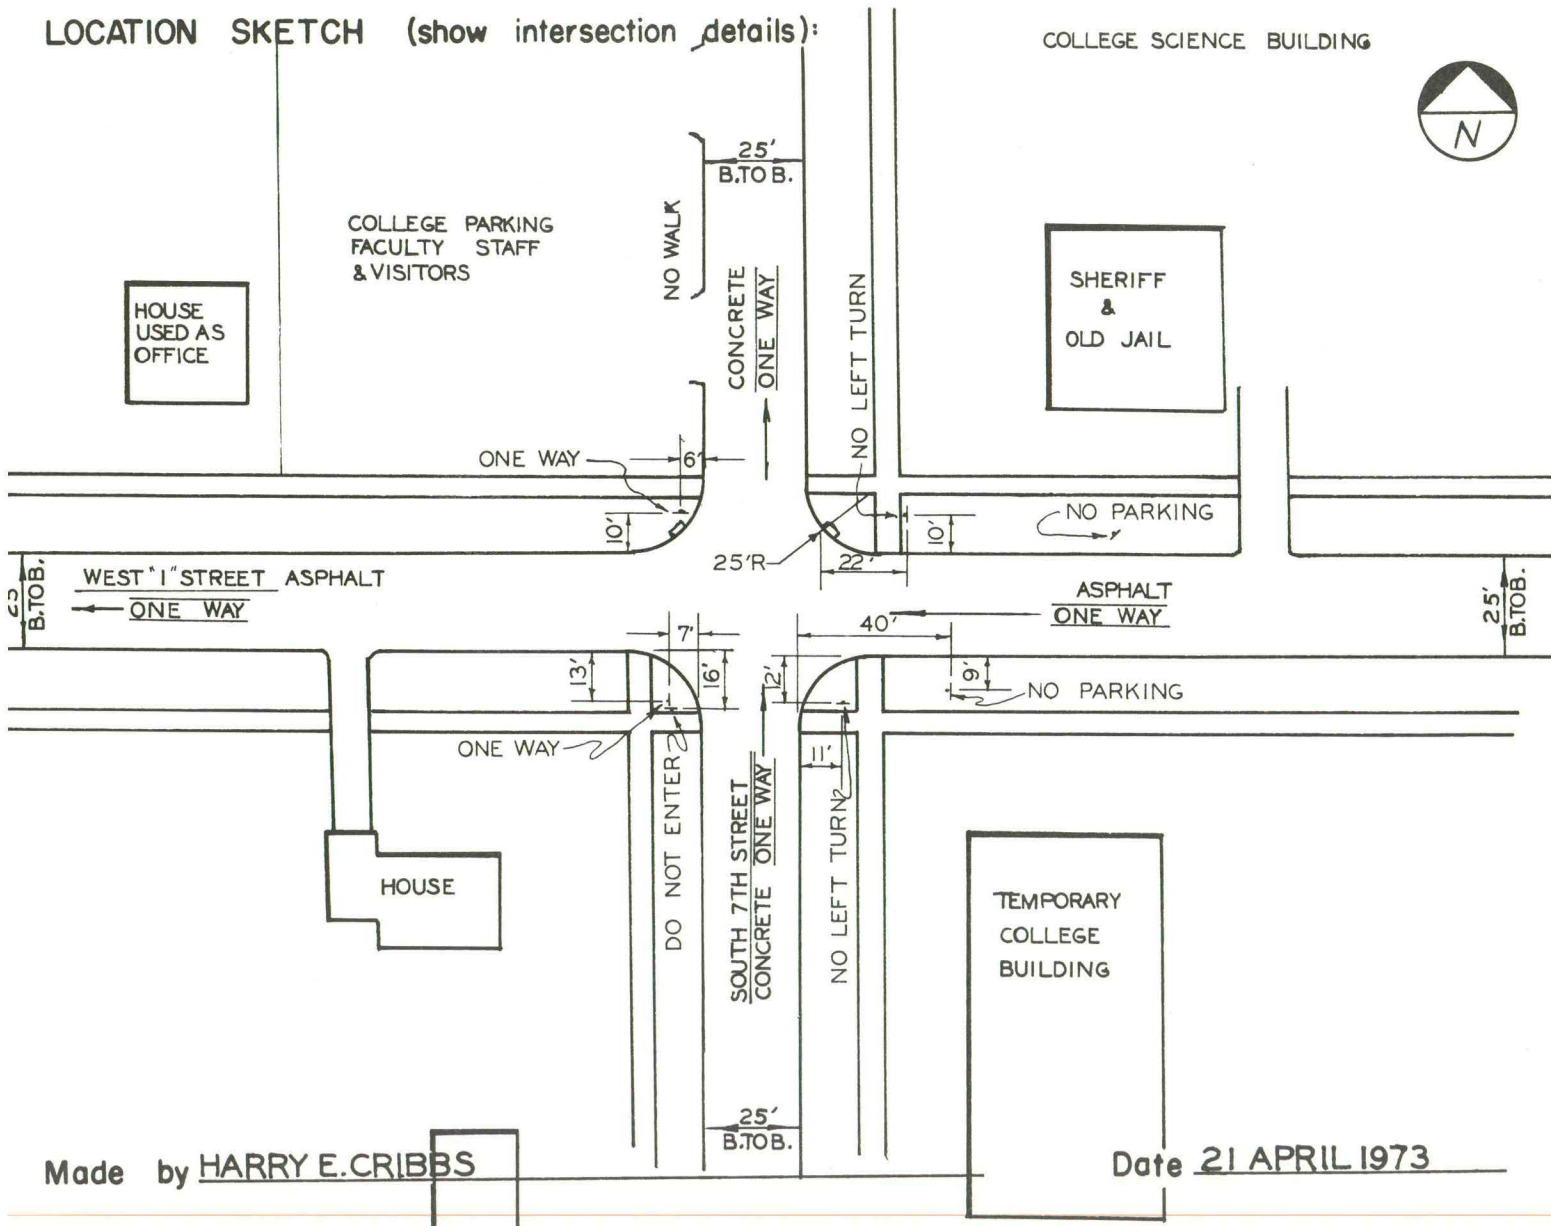 LOCATION SKETCH (show intersection details):
COLLEGE SCIENCE BUILDING
N
25'
B.TO B.
NO WALK
COLLEGE PARKING
FACULTY STAFF
& VISITORS
HOUSE
USED AS
OFFICE
CONCRETE
ONE WAY
NO LEFT TURN
SHERIFF
&
OLD JAIL
ONE WAY
6'
10'
25'R
22'
10'
NO PARKING
25'
B.TOB.
WEST "I" STREET ASPHALT
ONE WAY
ASPHALT
ONE WAY
25'
B.TOB.
7'
40'
13'
16'
12'
9'
NO PARKING
ONE WAY
11'
DO NOT ENTER
SOUTH 7TH STREET
CONCRETE ONE WAY
NO LEFT TURN
HOUSE
TEMPORARY
COLLEGE
BUILDING
25'
B.TOB.
Made by HARRY E. CRIBBS
Date 21 APRIL 1973